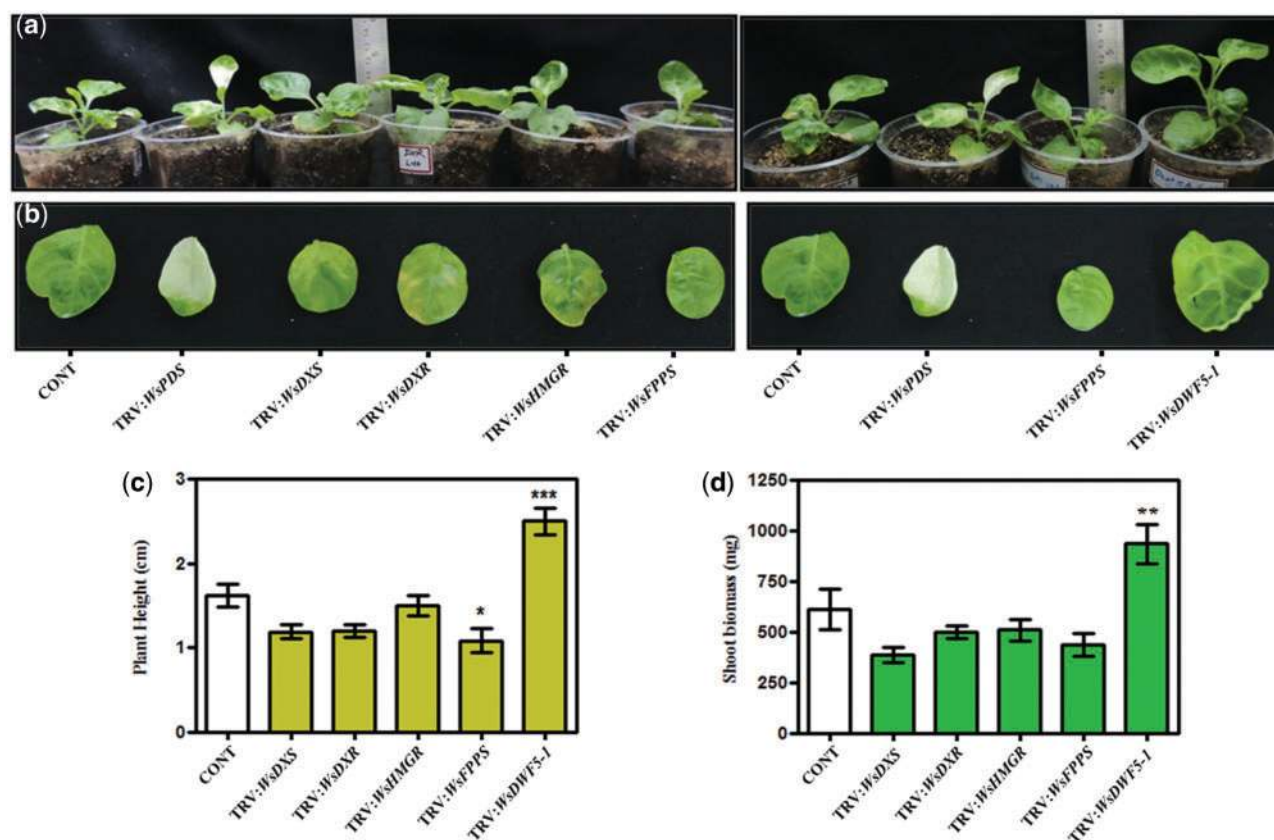 (a)
DXR
(b)
CONT
TRV:WsPDS
TRV:WsDXS
TRV:WsDXR
TRV:WsHMGR
TRV:WsFPPS
CONT
TRV:WsPDS
TRV:WsFPPS
TRV:WsDWF5-1
(c)
Plant Height (cm)
3
2
1
0
*
***
CONT
TRV:WsDXS
TRV:WsDXR
TRV:WsHMGR
TRV:WsFPPS
TRV:WsDWF5-1
(d)
Shoot biomass (mg)
1250
1000
750
500
250
0
**
CONT
TRV:WsDXS
TRV:WsDXR
TRV:WsHMGR
TRV:WsFPPS
TRV:WsDWF5-1